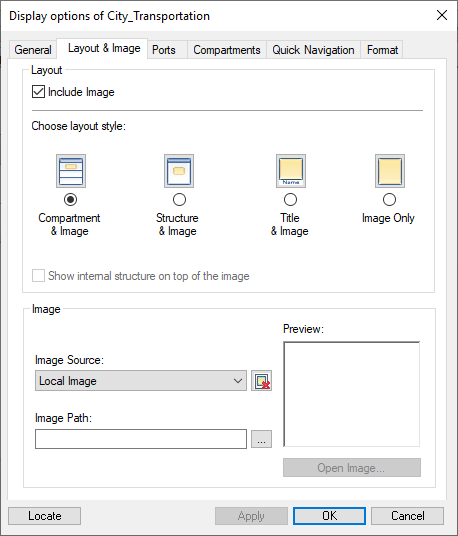 Display options of City_Transportation
General Layout & Image Ports Compartments Quick Navigation Format
Layout
Include Image
Choose layout style:
Name
Compartment
& Image
Structure
& Image
Title
& Image
Image Only
Show internal structure on top of the image
Image
Preview:
Image Source:
Local Image
Image Path:
...
Open Image...
Locate Apply OK Cancel